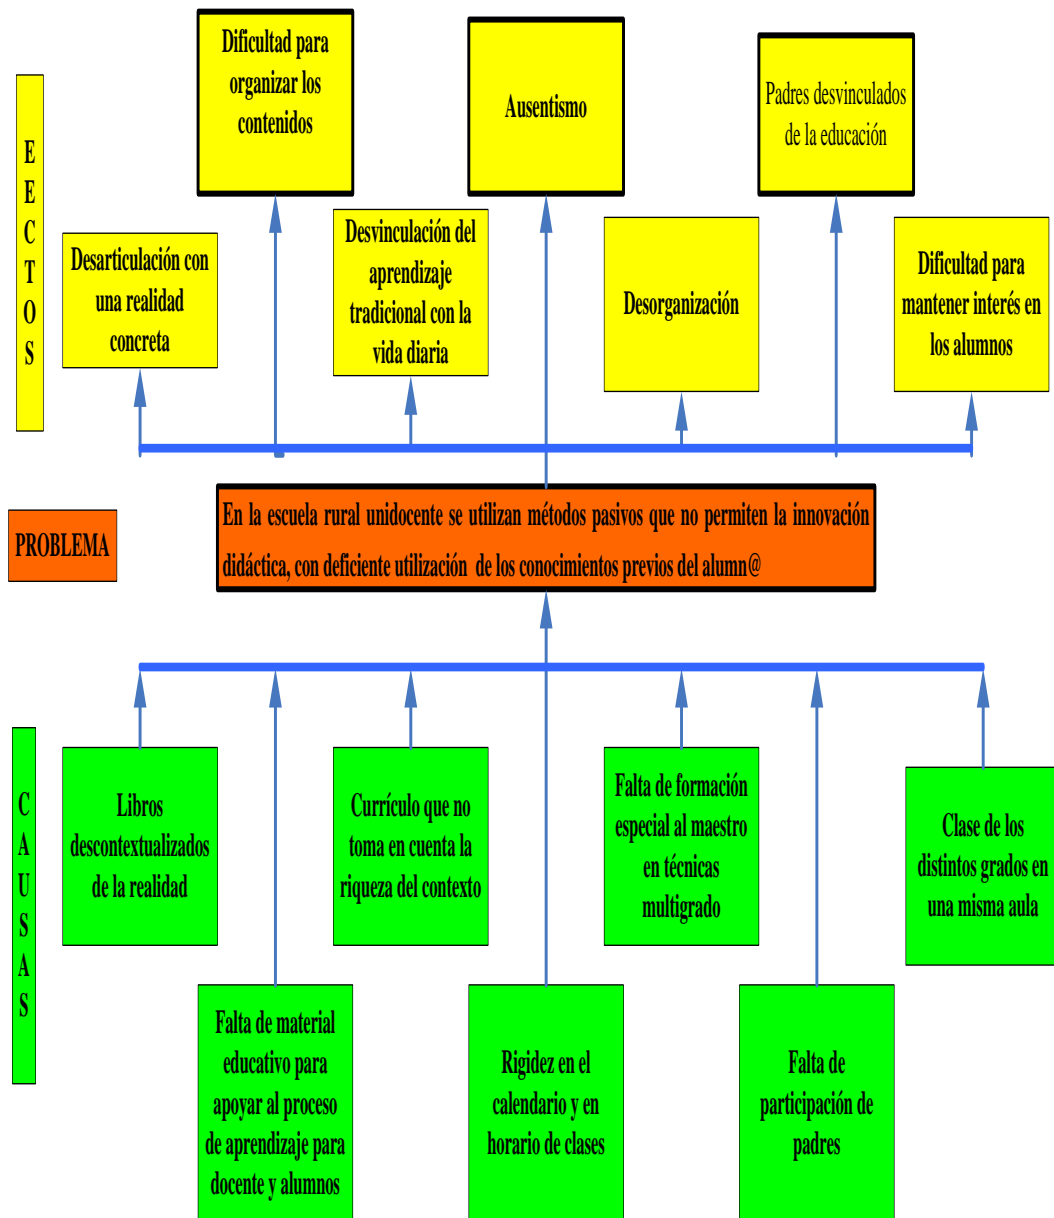 Dificultad para
organizar los
contenidos
Ausentismo
Padres desvinculados
de la educación
E
E
C
T
O
S
Desarticulación con
una realidad
concreta
Desvinculación del
aprendizaje
tradicional con la
vida diaria
Desorganización
Dificultad para
mantener interés en
los alumnos
PROBLEMA
En la escuela rural unidocente se utilizan métodos pasivos que no permiten la innovación
didáctica, con deficiente utilización de los conocimientos previos del alumn@
C
A
U
S
A
S
Libros
descontextualizados
de la realidad
Currículo que no
toma en cuenta la
riqueza del contexto
Falta de formación
especial al maestro
en técnicas
multigrado
Clase de los
distintos grados en
una misma aula
Falta de material
educativo para
apoyar al proceso
de aprendizaje para
docente y alumnos
Rigidez en el
calendario y en
horario de clases
Falta de
participación de
padres